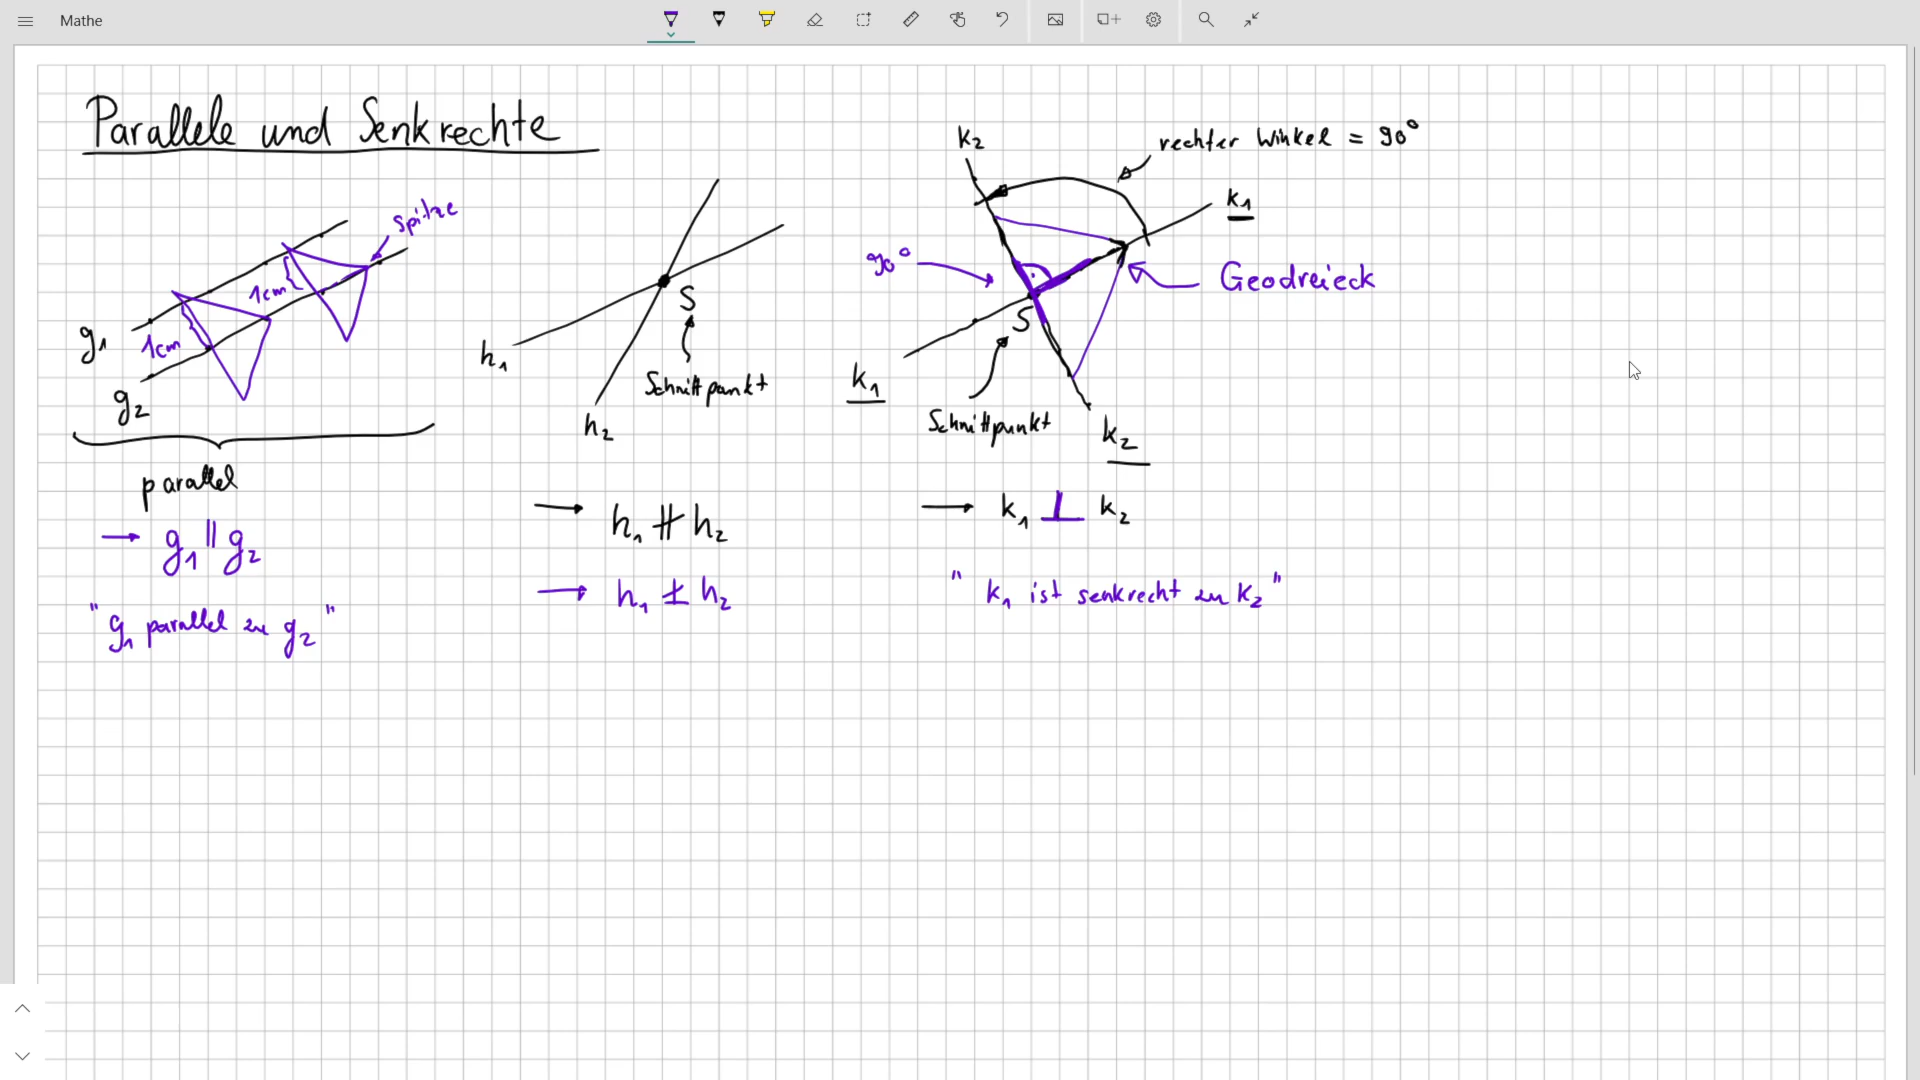 Mathe
Parallele und Senkrechte
Spitze
1cm
1cm
g1
g2
parallel
→ g1 || g2
"g1 parallel zu g2"
S
Schnittpunkt
h1
h2
→ h1 ∦ h2
→ h1 ⊥̸ h2
k2
rechter Winkel = 90°
k1
90°
Geodreieck
S
k1
Schnittpunkt
k2
→ k1 ⊥ k2
"k1 ist senkrecht zu k2"